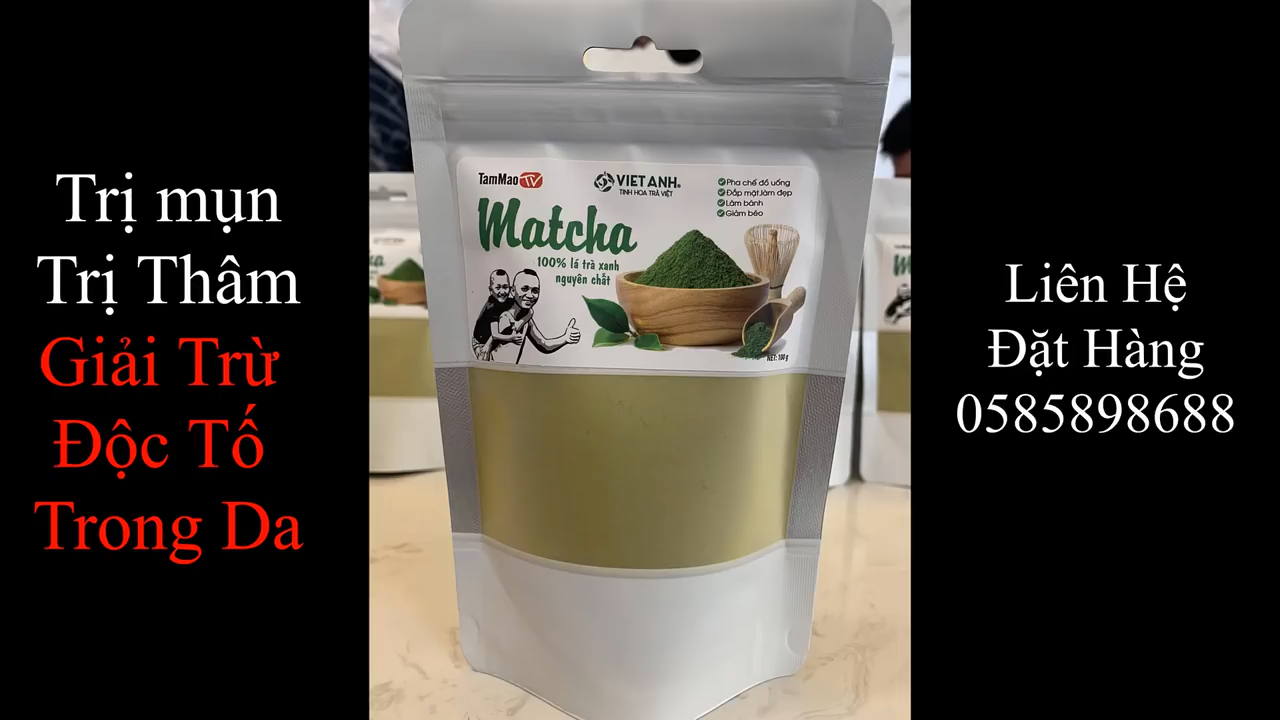 Trị mụn
Trị Thâm
Giải Trừ
Độc Tố
Trong Da
TamMao TV
VIET ANH®
TINH HOA TRÀ VIỆT
Pha chế đồ uống
Đắp mặt,làm đẹp
Làm bánh
Giảm béo
Matcha
100% lá trà xanh
nguyên chất
NET: 100g
Liên Hệ
Đặt Hàng
0585898688